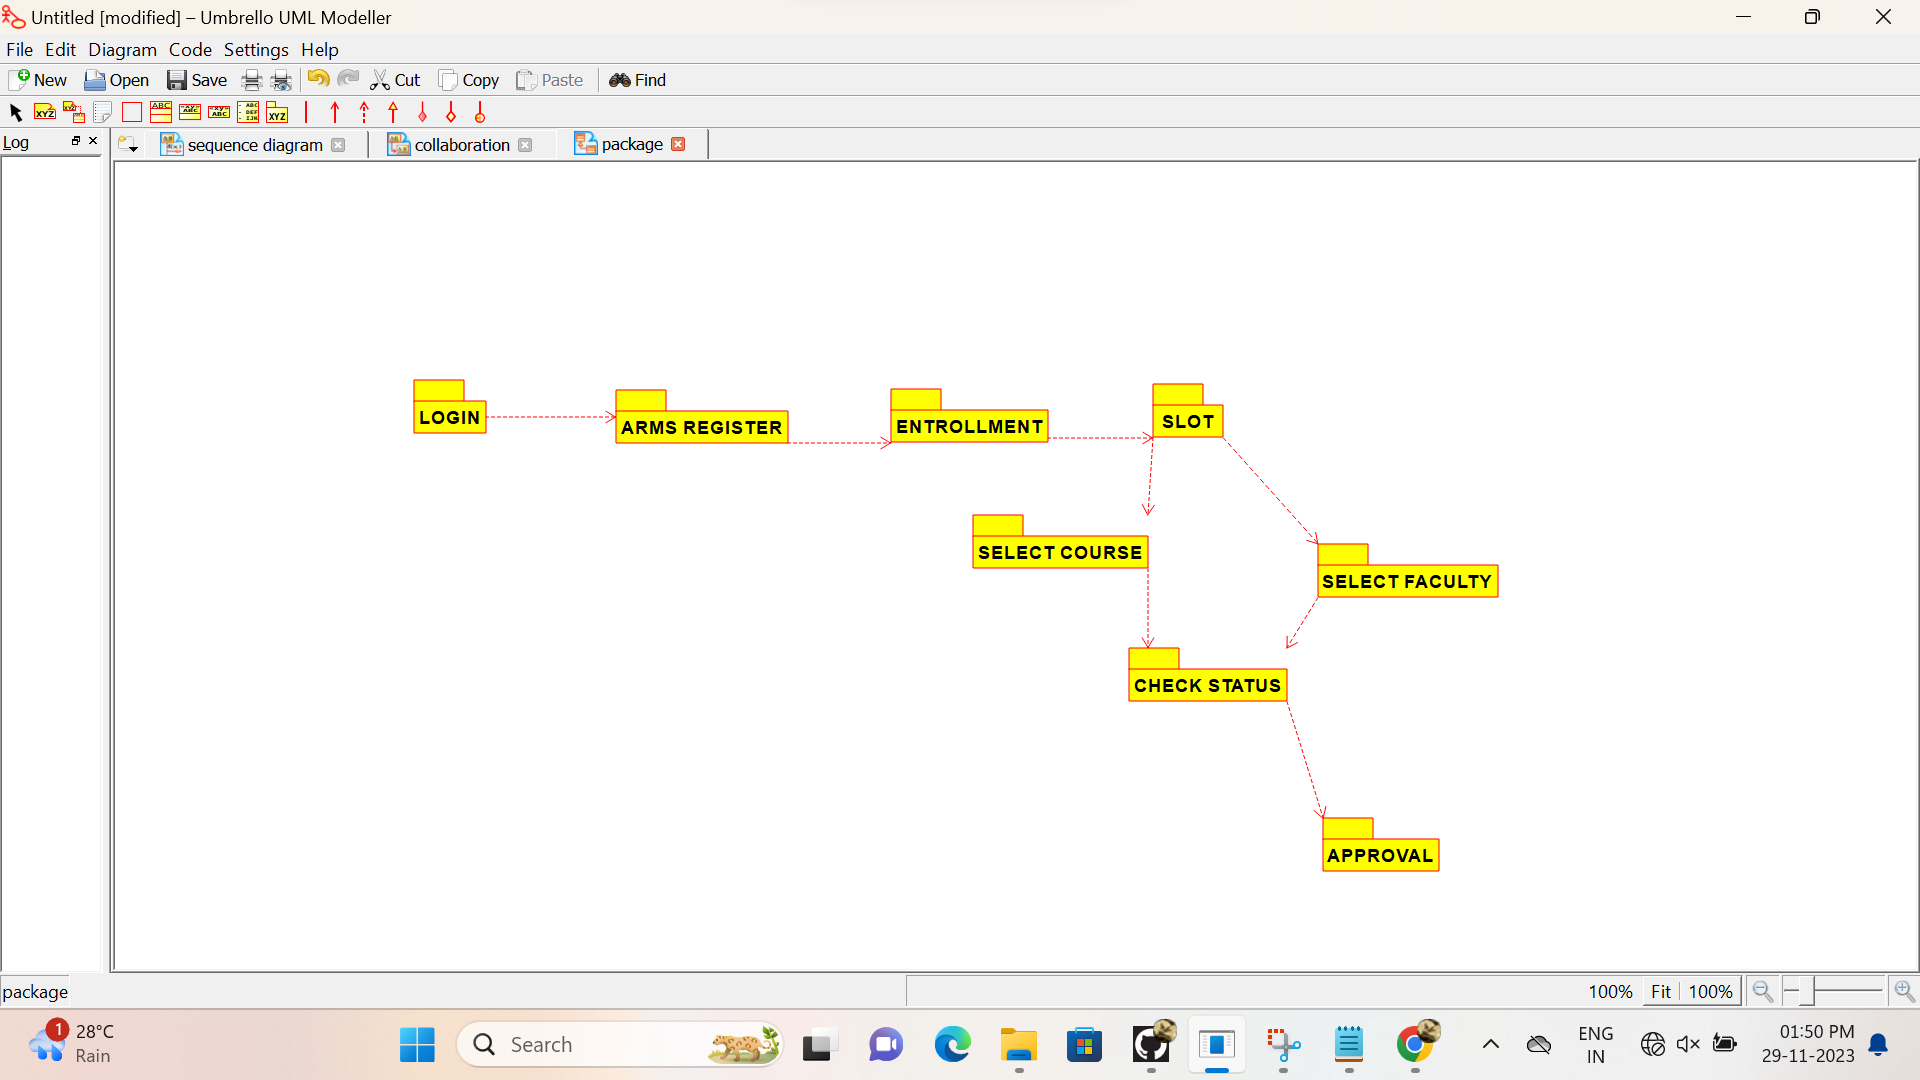 Untitled [modified] – Umbrello UML Modeller
File Edit Diagram Code Settings Help
New Open Save Cut Copy Paste Find
Log
sequence diagram
collaboration
package
LOGIN
ARMS REGISTER
ENTROLLMENT
SLOT
SELECT COURSE
SELECT FACULTY
CHECK STATUS
APPROVAL
package
100% Fit 100%
1
28°C
Rain
Search
ENG
IN
01:50 PM
29-11-2023